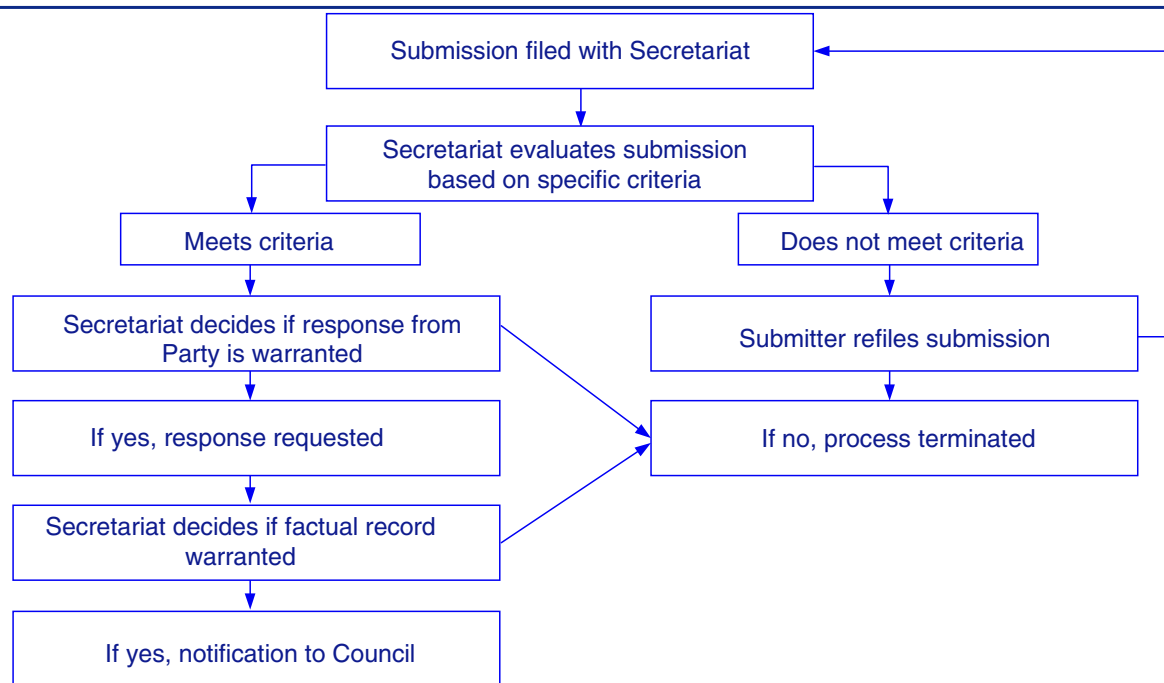 Submission filed with Secretariat
Secretariat evaluates submission
based on specific criteria
Meets criteria
Does not meet criteria
Secretariat decides if response from
Party is warranted
Submitter refiles submission
If yes, response requested
If no, process terminated
Secretariat decides if factual record
warranted
If yes, notification to Council